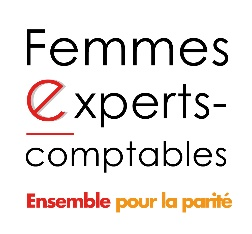 Femmes
experts-
comptables
Ensemble pour la parité